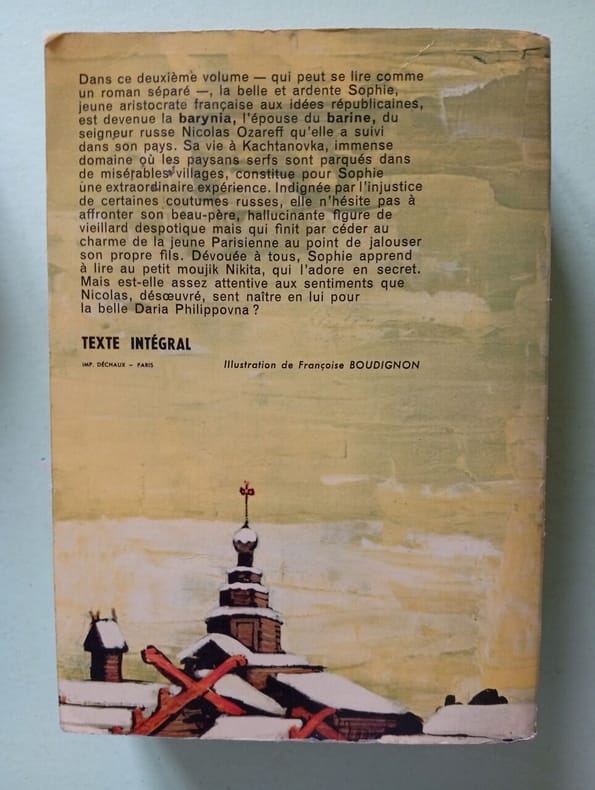 Dans ce deuxième volume — qui peut se lire comme
un roman séparé —, la belle et ardente Sophie,
jeune aristocrate française aux idées républicaines,
est devenue la barynia, l'épouse du barine, du
seigneur russe Nicolas Ozareff qu'elle a suivi
dans son pays. Sa vie à Kachtanovka, immense
domaine où les paysans serfs sont parqués dans
de misérables villages, constitue pour Sophie
une extraordinaire expérience. Indignée par l'injustice
de certaines coutumes russes, elle n'hésite pas à
affronter son beau-père, hallucinante figure de
vieillard despotique mais qui finit par céder au
charme de la jeune Parisienne au point de jalouser
son propre fils. Dévouée à tous, Sophie apprend
à lire au petit moujik Nikita, qui l'adore en secret.
Mais est-elle assez attentive aux sentiments que
Nicolas, désœuvré, sent naître en lui pour
la belle Daria Philippovna ?
TEXTE INTÉGRAL
IMP. DÉCHAUX – PARIS Illustration de Françoise BOUDIGNON